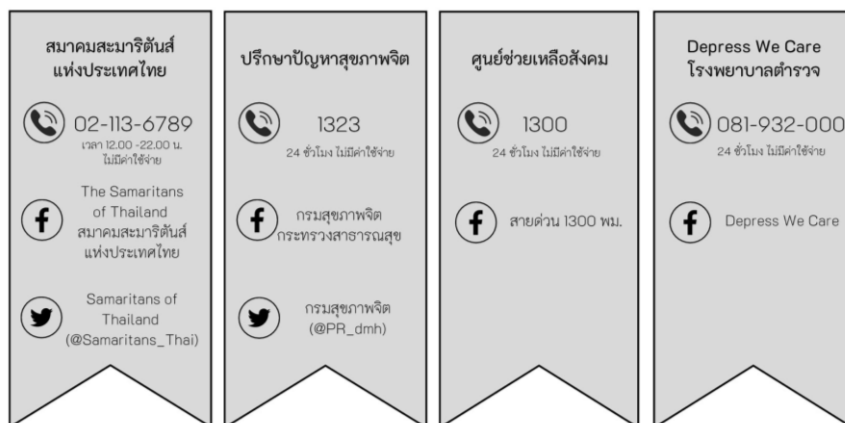 สมาคมสะมาริตันส์
แห่งประเทศไทย
02-113-6789
เวลา 12.00 -22.00 น.
ไม่มีค่าใช้จ่าย
The Samaritans
of Thailand
สมาคมสะมาริตันส์
แห่งประเทศไทย
Samaritans of
Thailand
(@Samaritans_Thai)
ปรึกษาปัญหาสุขภาพจิต
1323
24 ชั่วโมง ไม่มีค่าใช้จ่าย
กรมสุขภาพจิต
กระทรวงสาธารณสุข
กรมสุขภาพจิต
(@PR_dmh)
ศูนย์ช่วยเหลือสังคม
1300
24 ชั่วโมง ไม่มีค่าใช้จ่าย
สายด่วน 1300 พม.
Depress We Care
โรงพยาบาลตำรวจ
081-932-000
24 ชั่วโมง ไม่มีค่าใช้จ่าย
Depress We Care